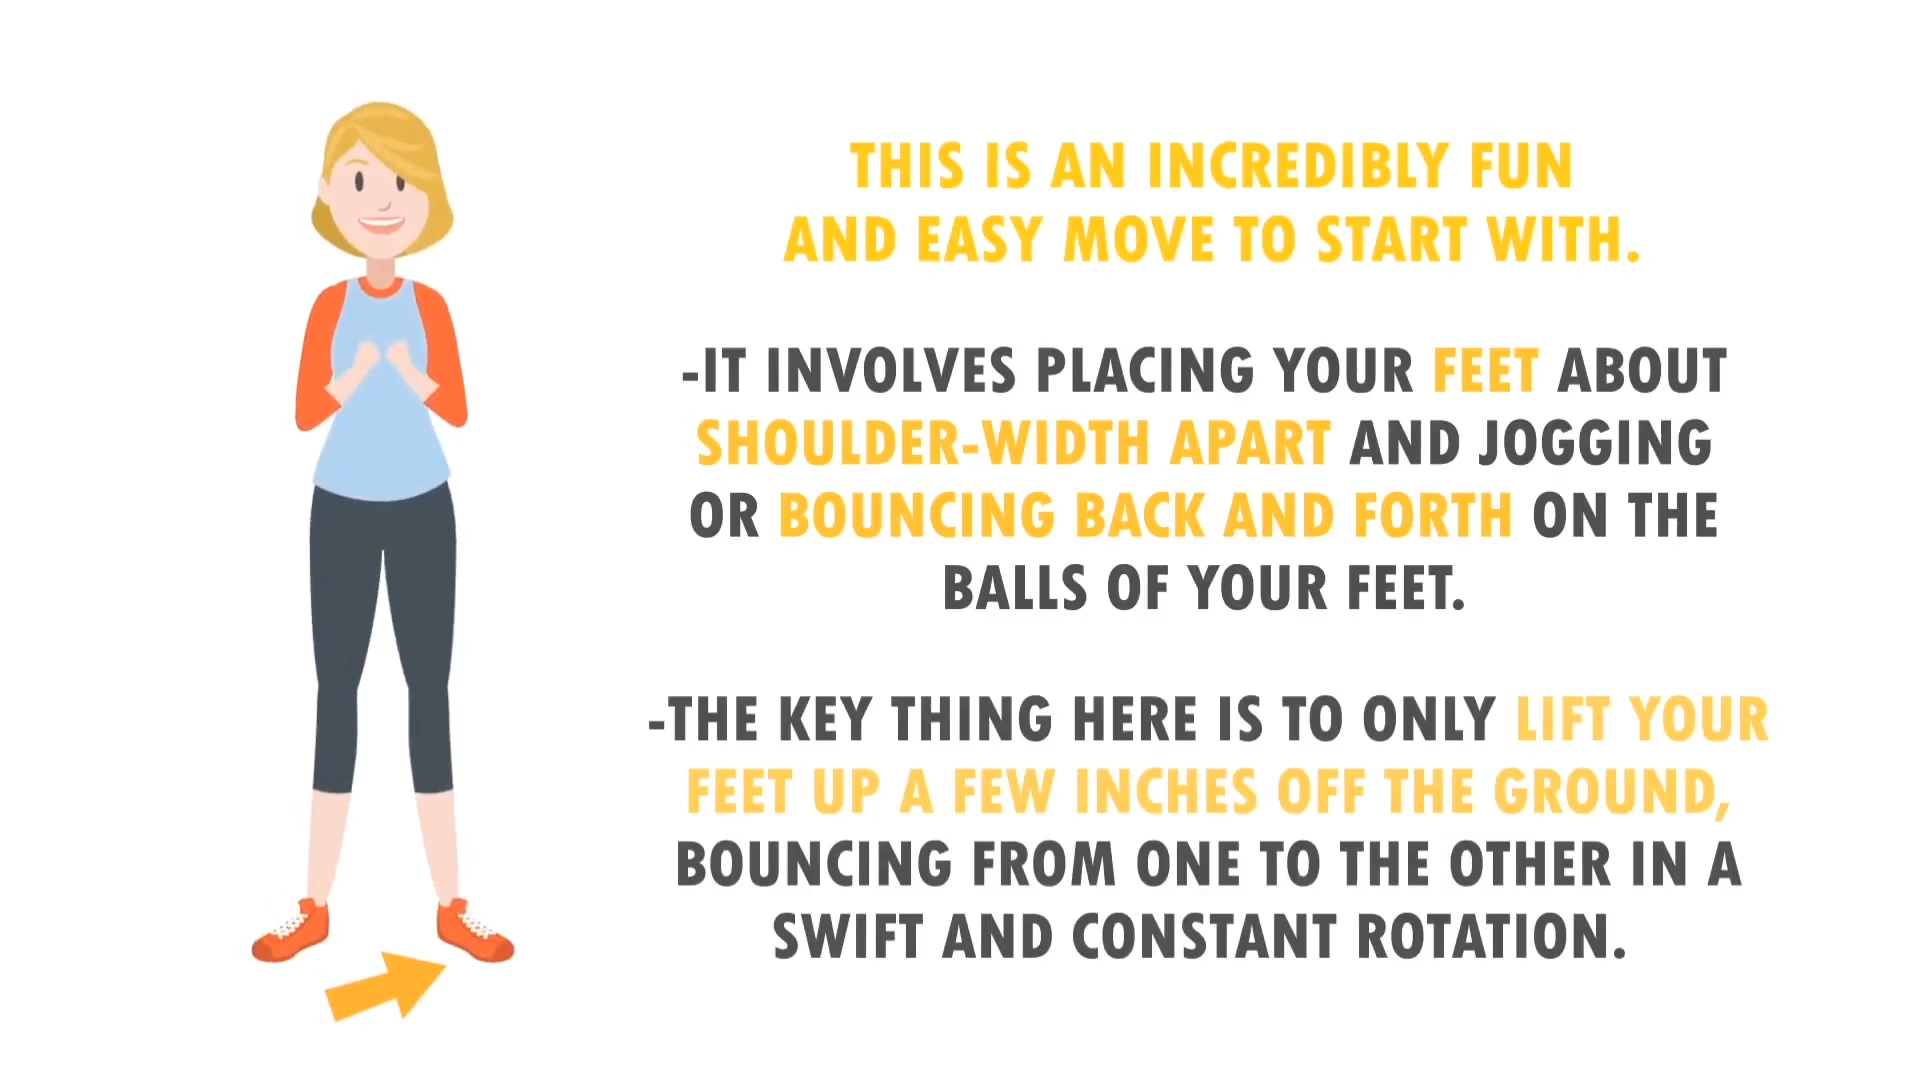 THIS IS AN INCREDIBLY FUN
AND EASY MOVE TO START WITH.
-IT INVOLVES PLACING YOUR FEET ABOUT
SHOULDER-WIDTH APART AND JOGGING
OR BOUNCING BACK AND FORTH ON THE
BALLS OF YOUR FEET.
-THE KEY THING HERE IS TO ONLY LIFT YOUR
FEET UP A FEW INCHES OFF THE GROUND,
BOUNCING FROM ONE TO THE OTHER IN A
SWIFT AND CONSTANT ROTATION.